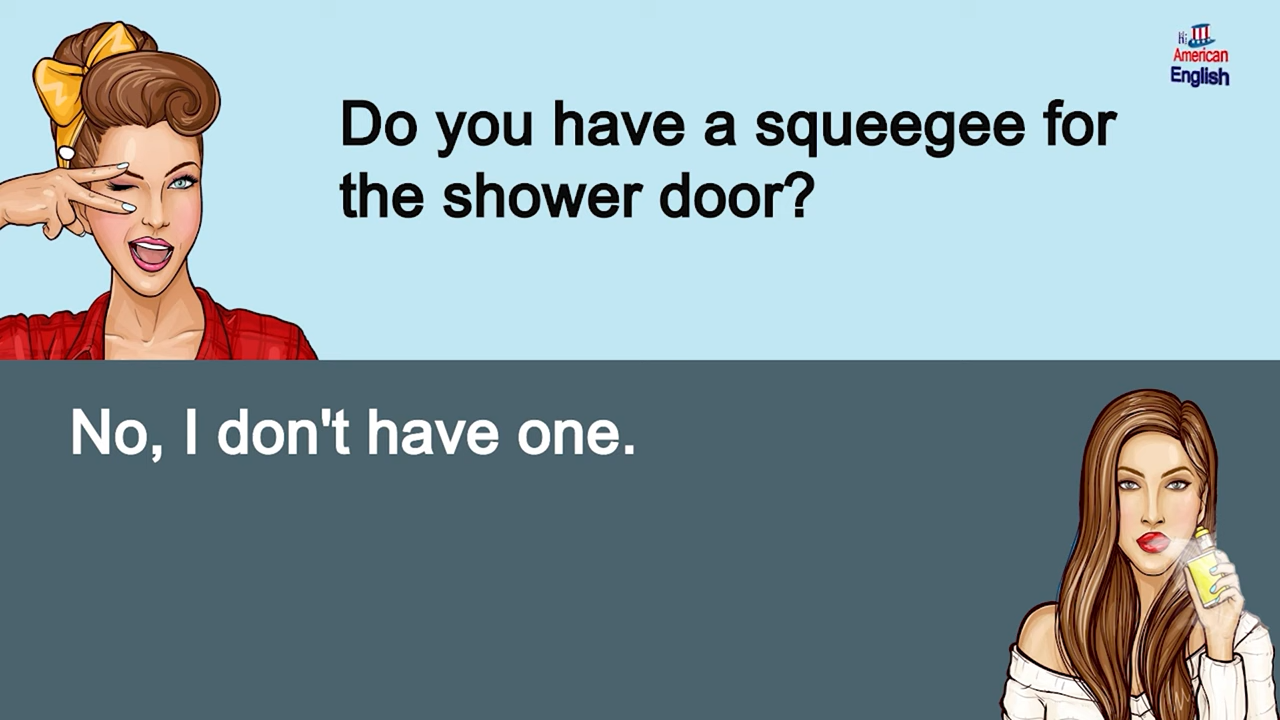 Hi
American
English
Do you have a squeegee for
the shower door?
No, I don't have one.